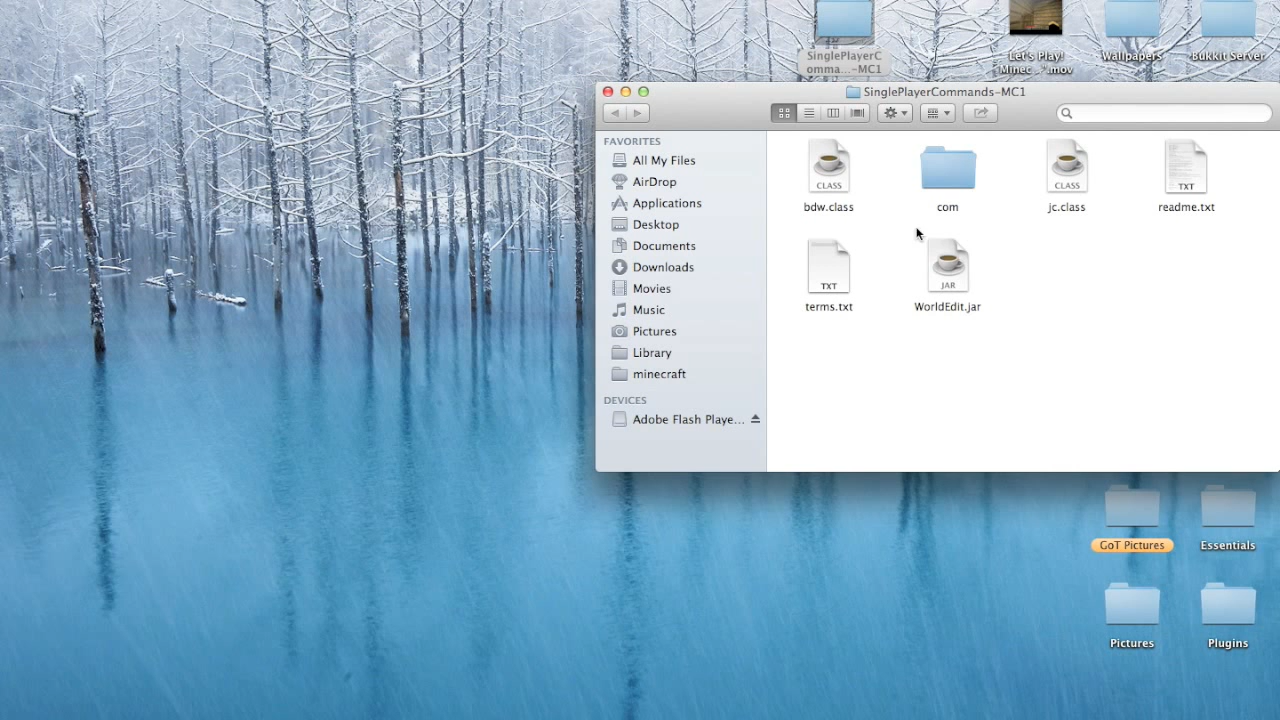 SinglePlayerC
omma...-MC1
Let's Play!
Minec...*.mov
Wallpapers
Bukkit Server
SinglePlayerCommands-MC1
FAVORITES
All My Files
AirDrop
Applications
Desktop
Documents
Downloads
Movies
Music
Pictures
Library
minecraft
DEVICES
Adobe Flash Playe...
CLASS
bdw.class
com
CLASS
jc.class
TXT
readme.txt
TXT
terms.txt
JAR
WorldEdit.jar
GoT Pictures
Essentials
Pictures
Plugins